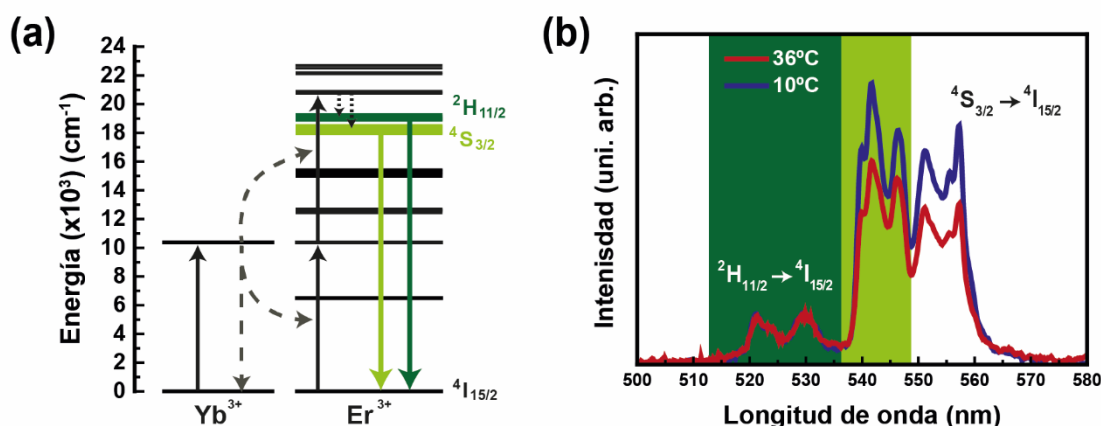 (a)
Energía (x10³) (cm⁻¹)
24
22
20
18
16
14
12
10
8
6
4
2
0
²H₁₁/₂
⁴S₃/₂
⁴I₁₅/₂
Yb³⁺
Er³⁺
(b)
Intenisdad (uni. arb.)
36ºC
10ºC
⁴S₃/₂ → ⁴I₁₅/₂
²H₁₁/₂ → ⁴I₁₅/₂
500 510 520 530 540 550 560 570 580
Longitud de onda (nm)